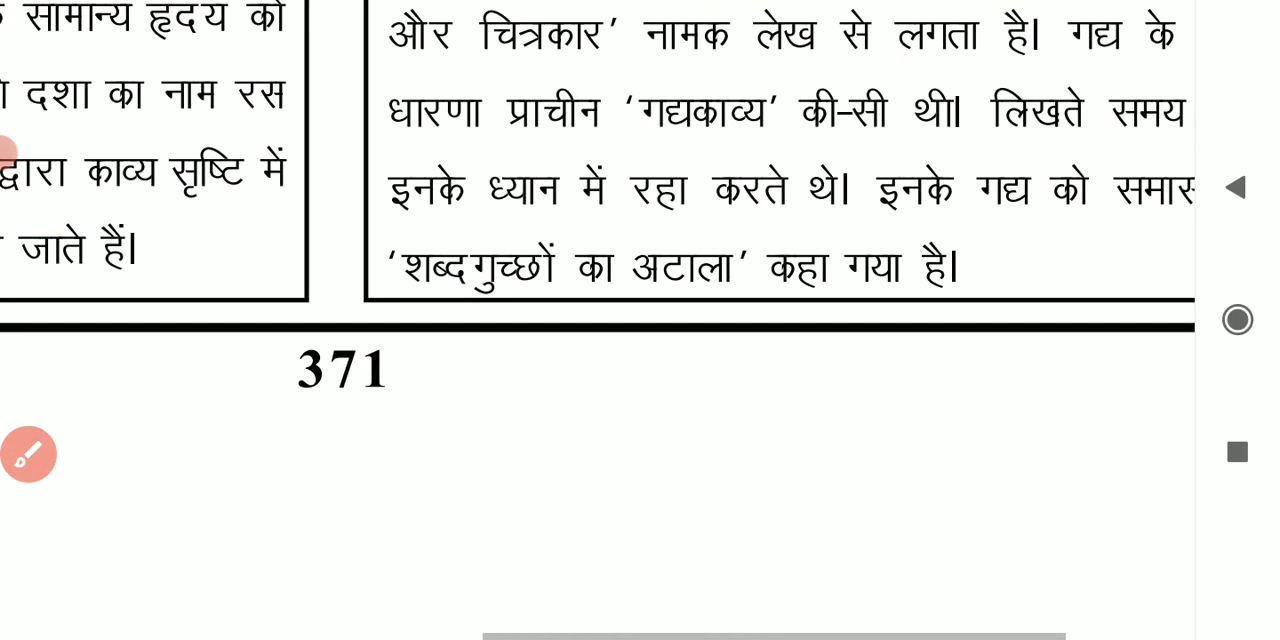 सामान्य हृदय को
दशा का नाम रस
द्वारा काव्य सृष्टि में
जाते हैं।
और चित्रकार’ नामक लेख से लगता है। गद्य के
धारणा प्राचीन ‘गद्यकाव्य’ की-सी थी। लिखते समय
इनके ध्यान में रहा करते थे। इनके गद्य को
‘शब्दगुच्छों का अटाला’ कहा गया है।
371